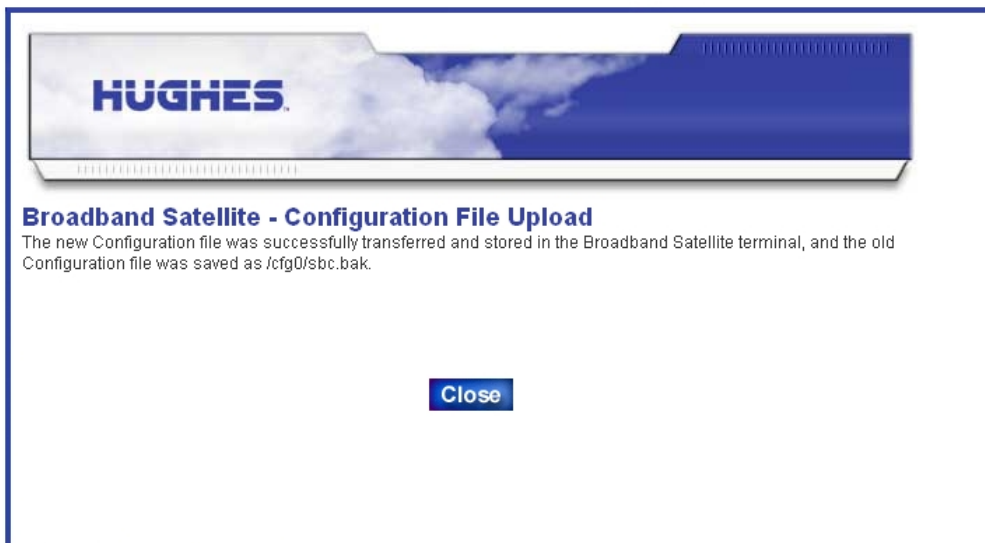 HUGHES.
Broadband Satellite - Configuration File Upload
The new Configuration file was successfully transferred and stored in the Broadband Satellite terminal, and the old
Configuration file was saved as /cfg0/sbc.bak.
Close